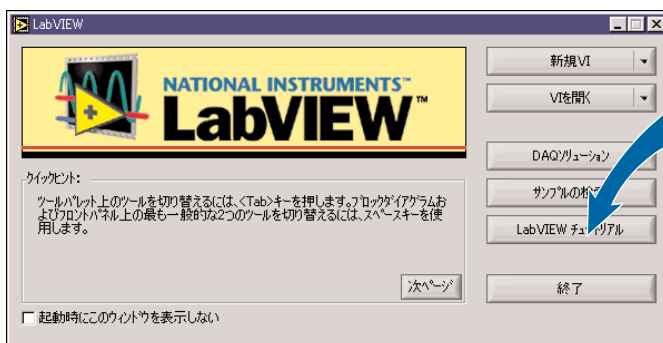 LabVIEW
NATIONAL INSTRUMENTS™
LabVIEW™
クイックヒント:
ツールパレット上のツールを切り替えるには、<Tab>キーを押します。ブロックダイアグラムお
よびフロントパネル上の最も一般的な2つのツールを切り替えるには、スペースキーを使
用します。
次ページ
起動時にこのウィンドウを表示しない
新規VI
VIを開く
DAQソリューション
サンプルの検
LabVIEW チュートリアル
終了